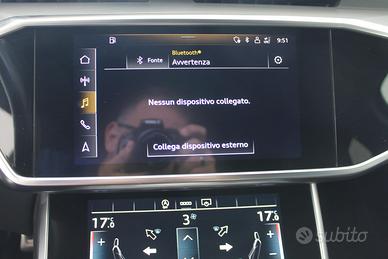 9:51
Bluetooth®
Fonte
Avvertenza
Nessun dispositivo collegato.
Collega dispositivo esterno
17.5
3
17.5
subito